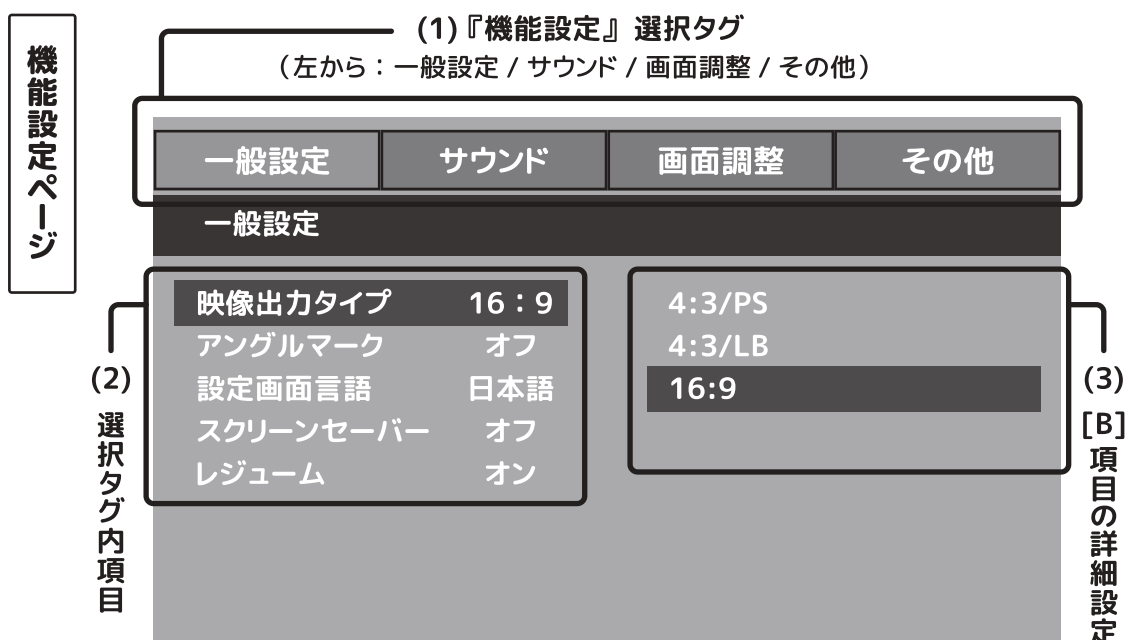 機能設定ページ
(1)『機能設定』選択タグ
（左から：一般設定 / サウンド / 画面調整 / その他）
一般設定 サウンド 画面調整 その他
一般設定
映像出力タイプ 16：9
アングルマーク オフ
設定画面言語 日本語
スクリーンセーバー オフ
レジューム オン
4:3/PS
4:3/LB
16:9
(2)
選択タグ内項目
(3)
[B]
項目の詳細設定